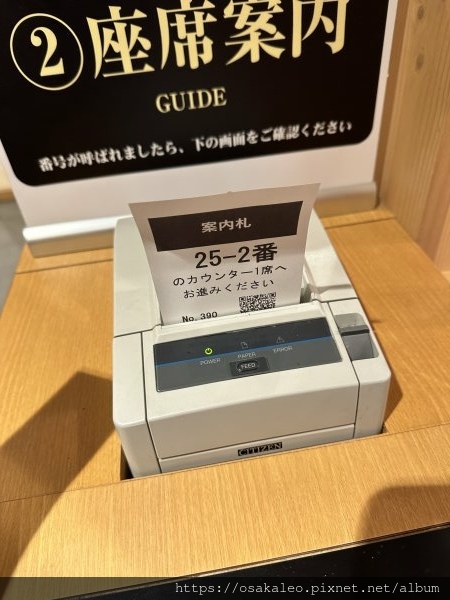 ②座席案内
GUIDE
番号が呼ばれましたら、下の画面をご確認ください
案内札
25-2番
のカウンター1席へ
お進みください
No. 390
POWER
PAPER
ERROR
FEED
CITIZEN
https://osakaleo.pixnet.net/album